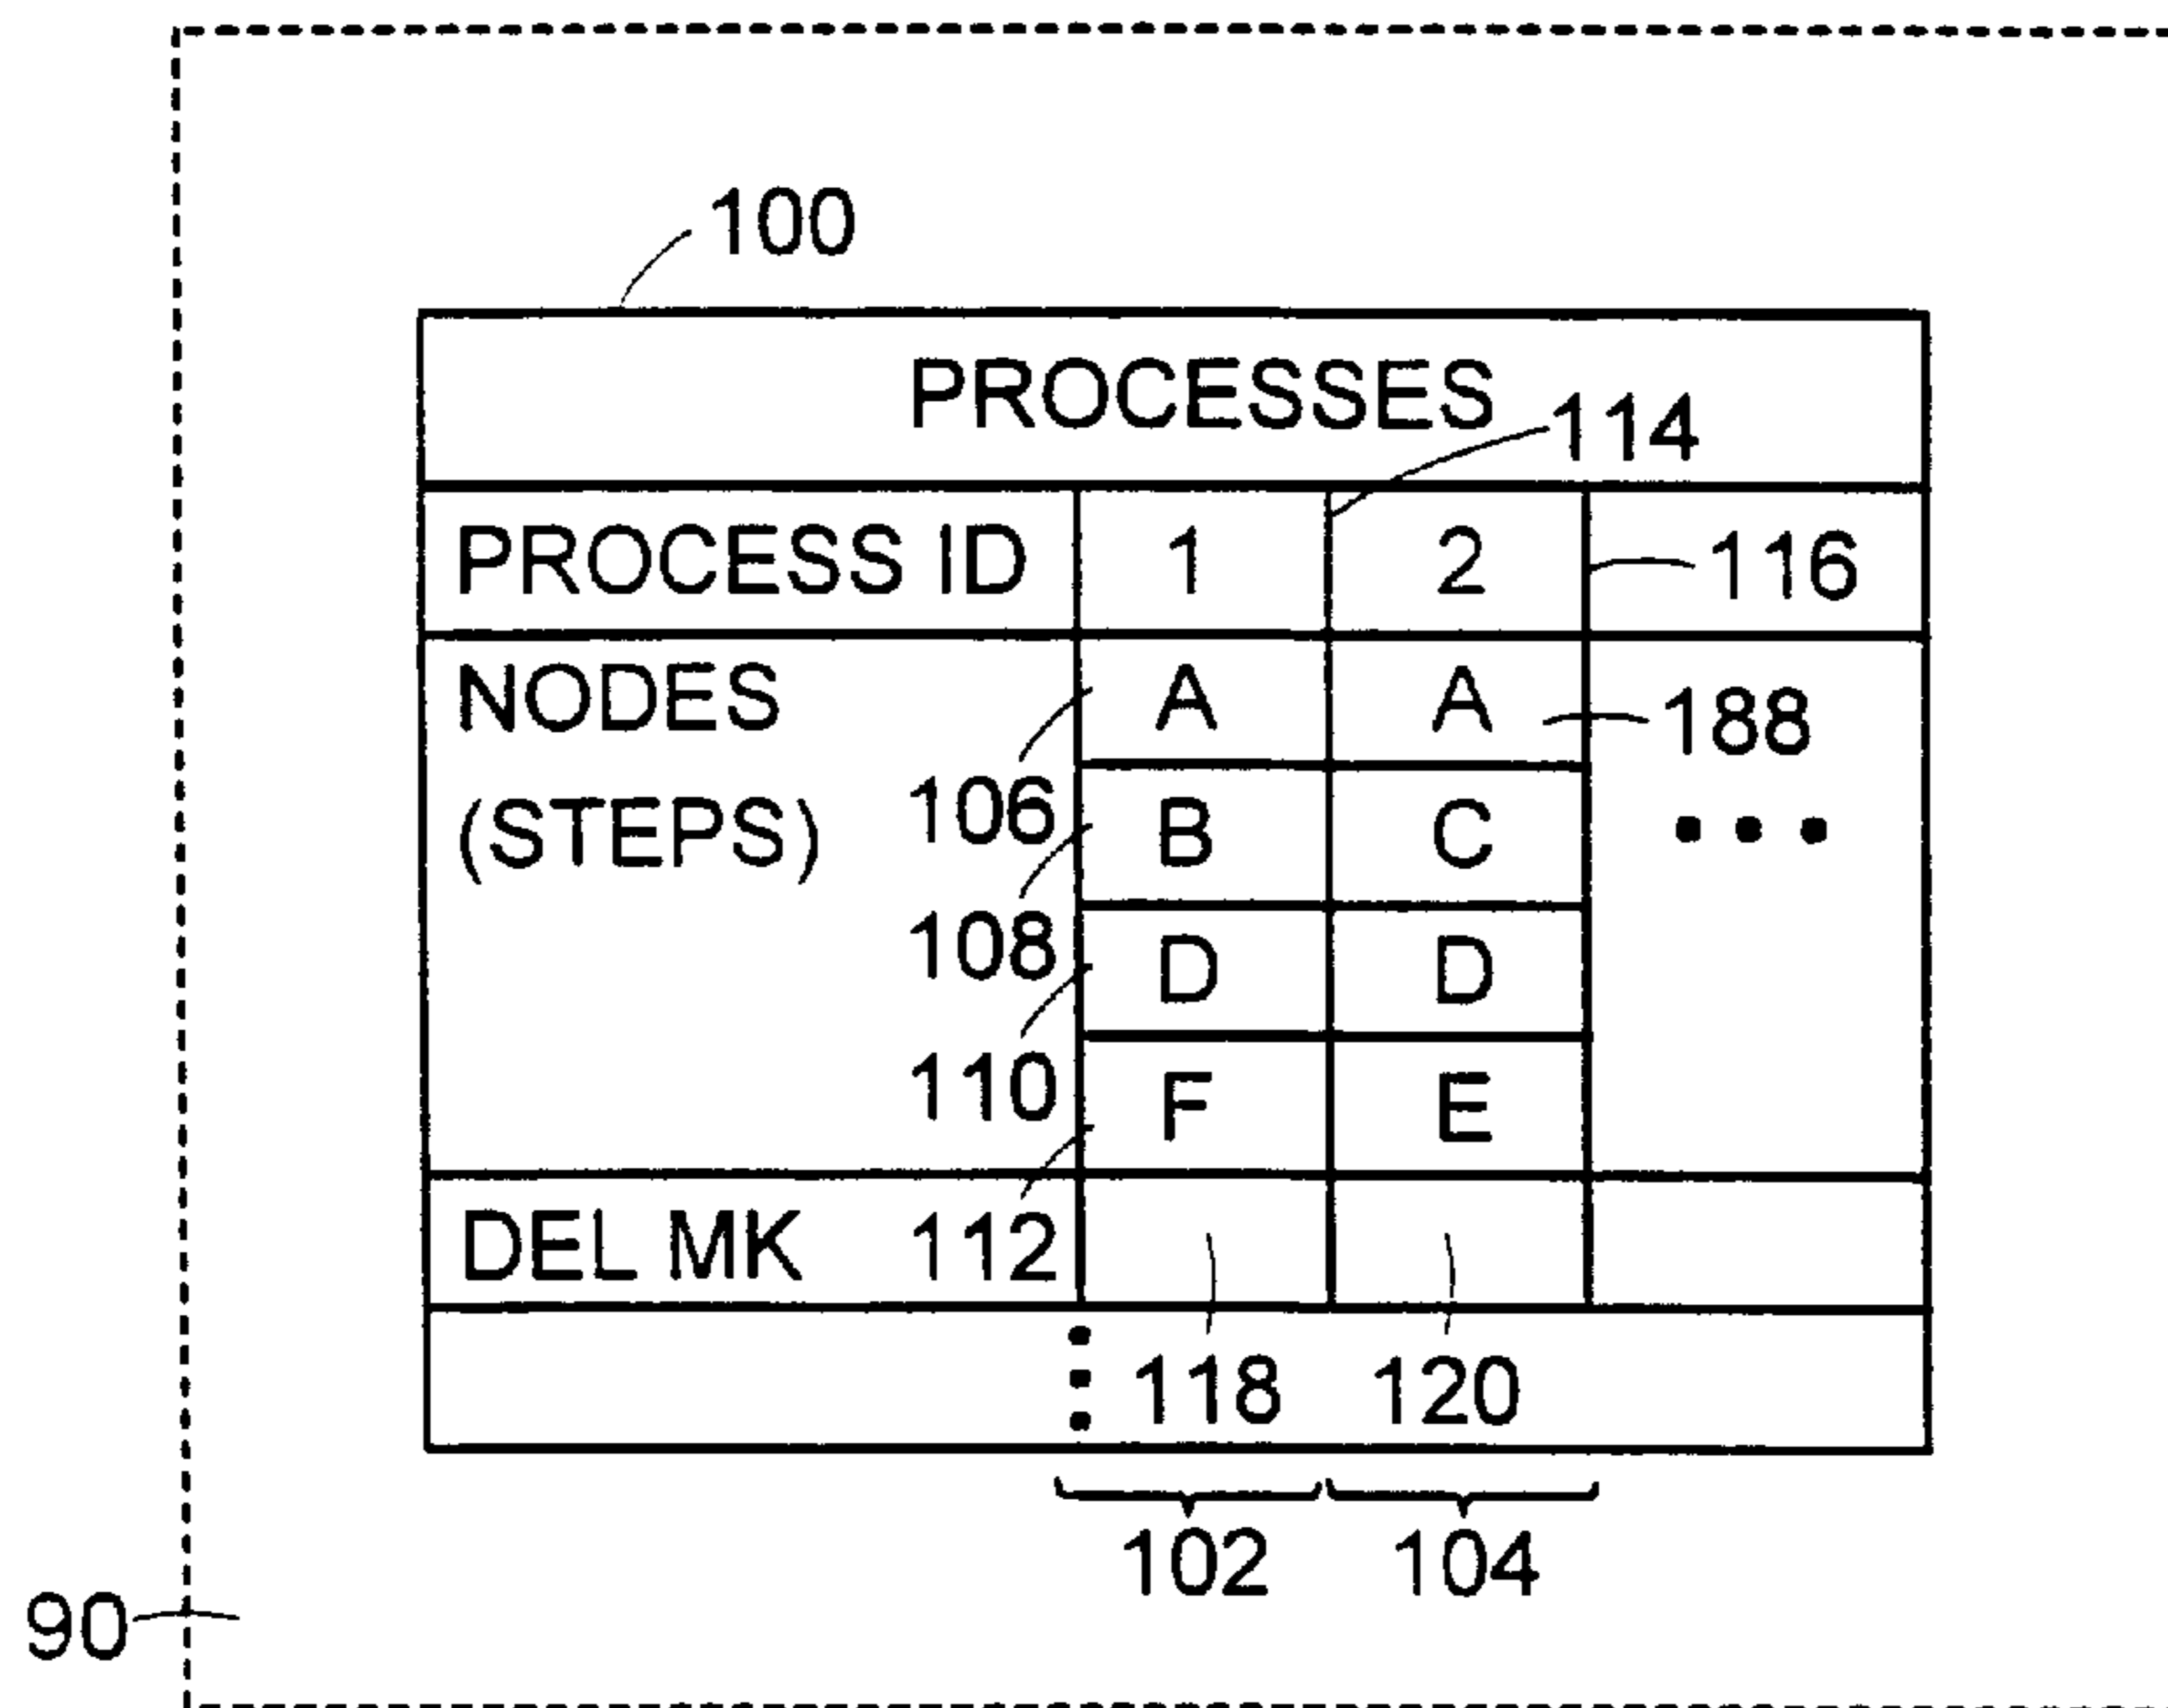 100
PROCESSES
114
PROCESS ID 1 2 116
NODES A A 188
(STEPS) 106 B C
108 D D
110 F E
DEL MK 112
118 120
102 104
90